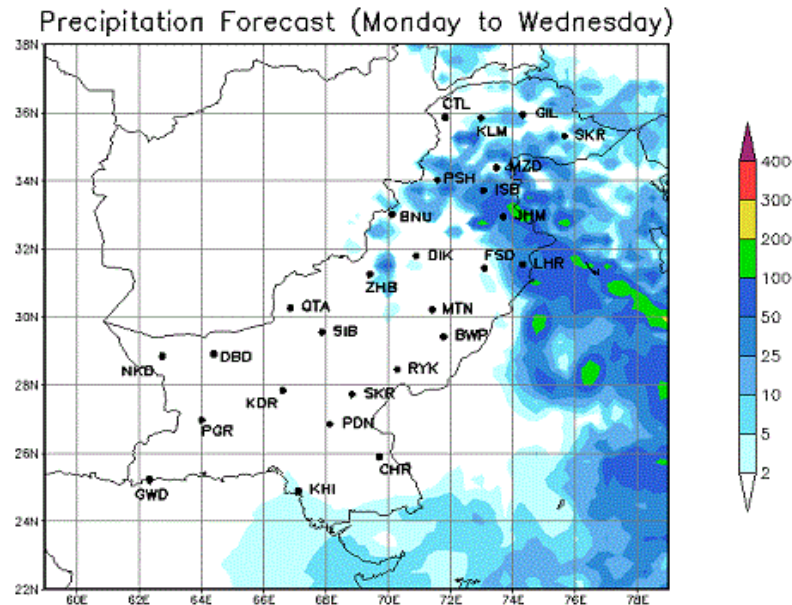 Precipitation Forecast (Monday to Wednesday)
38N
36N
34N
32N
30N
28N
26N
24N
22N
60E 62E 64E 66E 68E 70E 72E 74E 76E 78E
CTL
KLM
GIL
SKR
MZD
PSH
ISB
BNU
JHM
DIK
FSD
LHR
ZHB
QTA
MTN
SIB
BWP
NKD
DBD
RYK
KDR
SKR
PGR
PDN
CHR
GWD
KHI
400
300
200
100
50
25
10
5
2